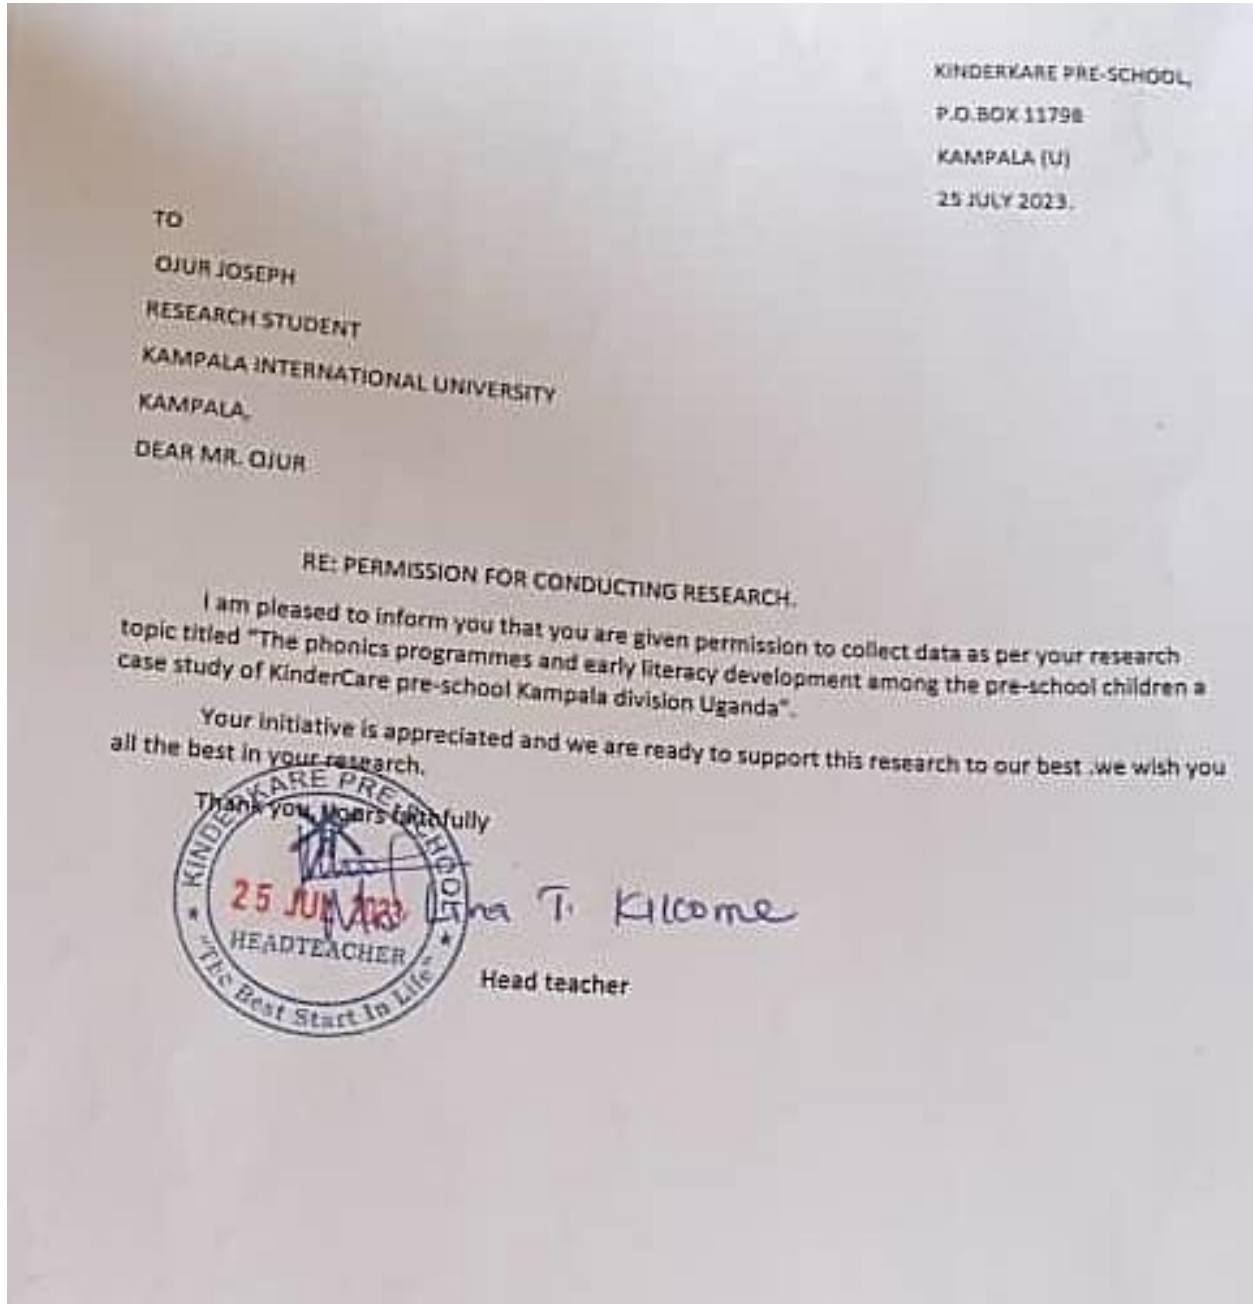 KINDERKARE PRE-SCHOOL,
P.O.BOX 11798
KAMPALA (U)
25 JULY 2023.
TO
OJUR JOSEPH
RESEARCH STUDENT
KAMPALA INTERNATIONAL UNIVERSITY
KAMPALA,
DEAR MR. OJUR
RE: PERMISSION FOR CONDUCTING RESEARCH.
I am pleased to inform you that you are given permission to collect data as per your research
topic titled "The phonics programmes and early literacy development among the pre-school children a
case study of KinderCare pre-school Kampala division Uganda".
Your initiative is appreciated and we are ready to support this research to our best .we wish you
all the best in your research.
Thank you, yours faithfully
KINDERKARE PRE-SCHOOL
25 JUL 2023
HEADTEACHER
"The Best Start In Life"
T. Kilcome
Head teacher